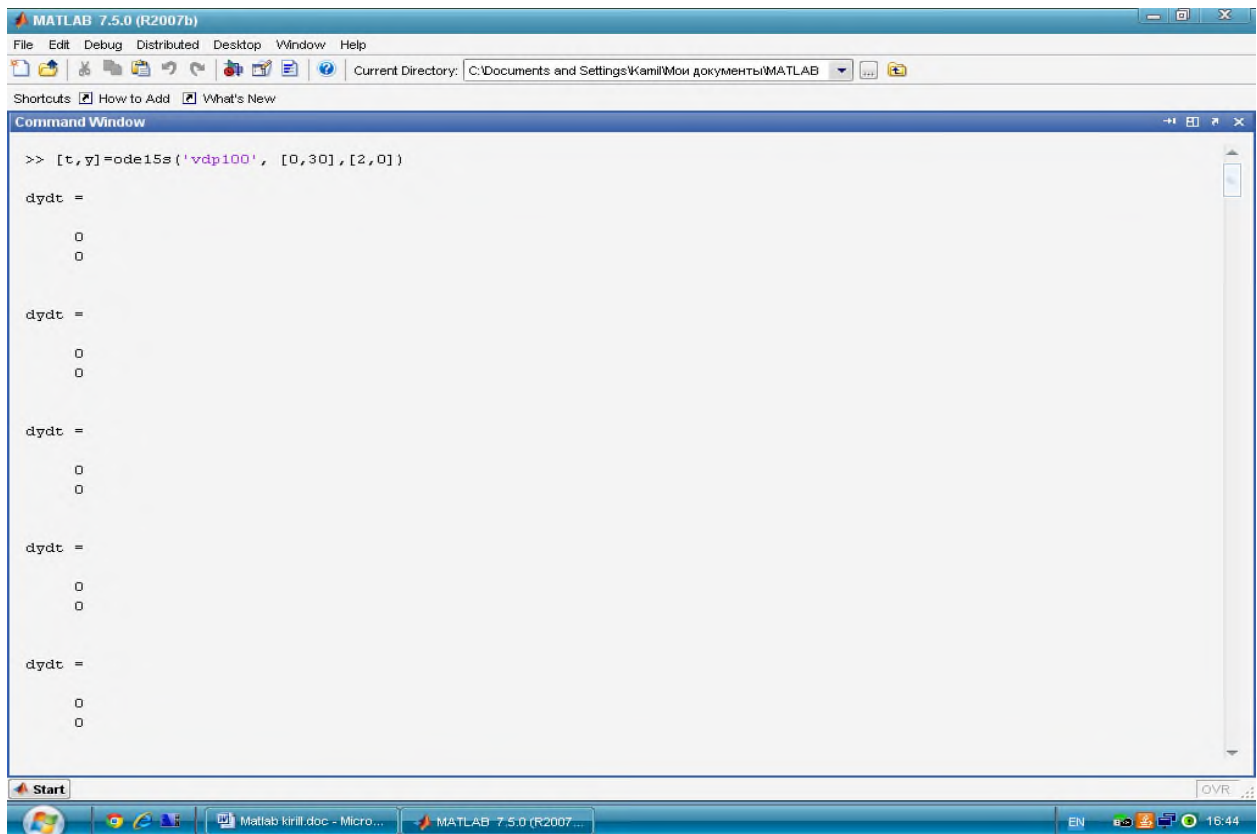 MATLAB 7.5.0 (R2007b)
File Edit Debug Distributed Desktop Window Help
Current Directory: C:\Documents and Settings\Kamil\Мои документы\MATLAB
Shortcuts How to Add What's New
Command Window
>> [t,y]=ode15s('vdp100', [0,30],[2,0])
dydt =
0
0
dydt =
0
0
dydt =
0
0
dydt =
0
0
dydt =
0
0
Start
OVR
Matlab kirill.doc - Micro...
MATLAB 7.5.0 (R2007...
EN
16:44